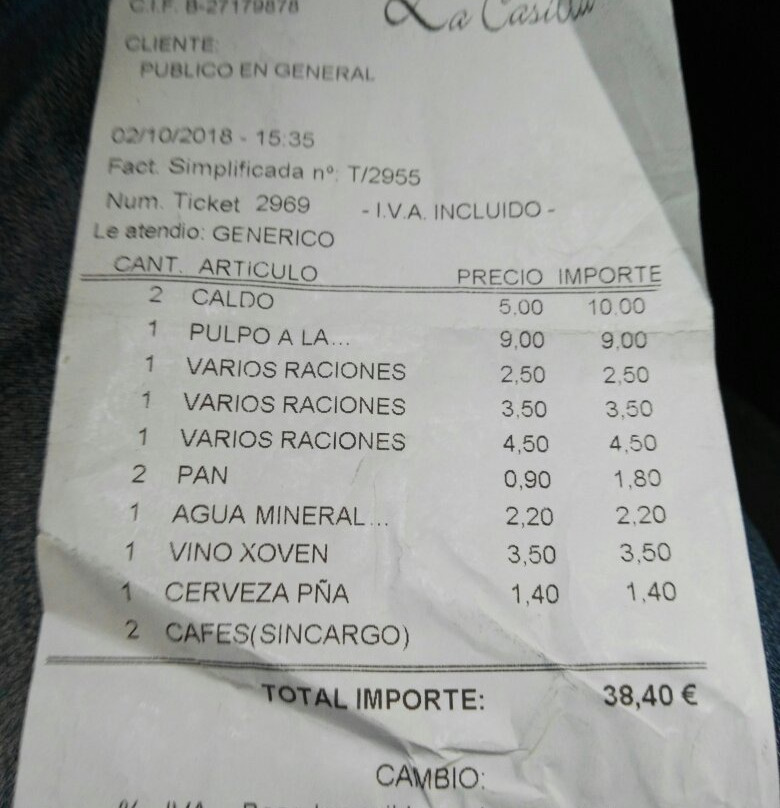 C.I.F. B-27179878
La
CLIENTE:
PUBLICO EN GENERAL
02/10/2018 - 15:35
Fact. Simplificada nº: T/2955
Num. Ticket 2969 - I.V.A. INCLUIDO -
Le atendio: GENERICO
CANT. ARTICULO PRECIO IMPORTE
2 CALDO 5,00 10,00
1 PULPO A LA... 9,00 9,00
1 VARIOS RACIONES 2,50 2,50
1 VARIOS RACIONES 3,50 3,50
1 VARIOS RACIONES 4,50 4,50
2 PAN 0,90 1,80
1 AGUA MINERAL... 2,20 2,20
1 VINO XOVEN 3,50 3,50
1 CERVEZA PÑA 1,40 1,40
2 CAFES(SINCARGO)
TOTAL IMPORTE: 38,40 €
CAMBIO: